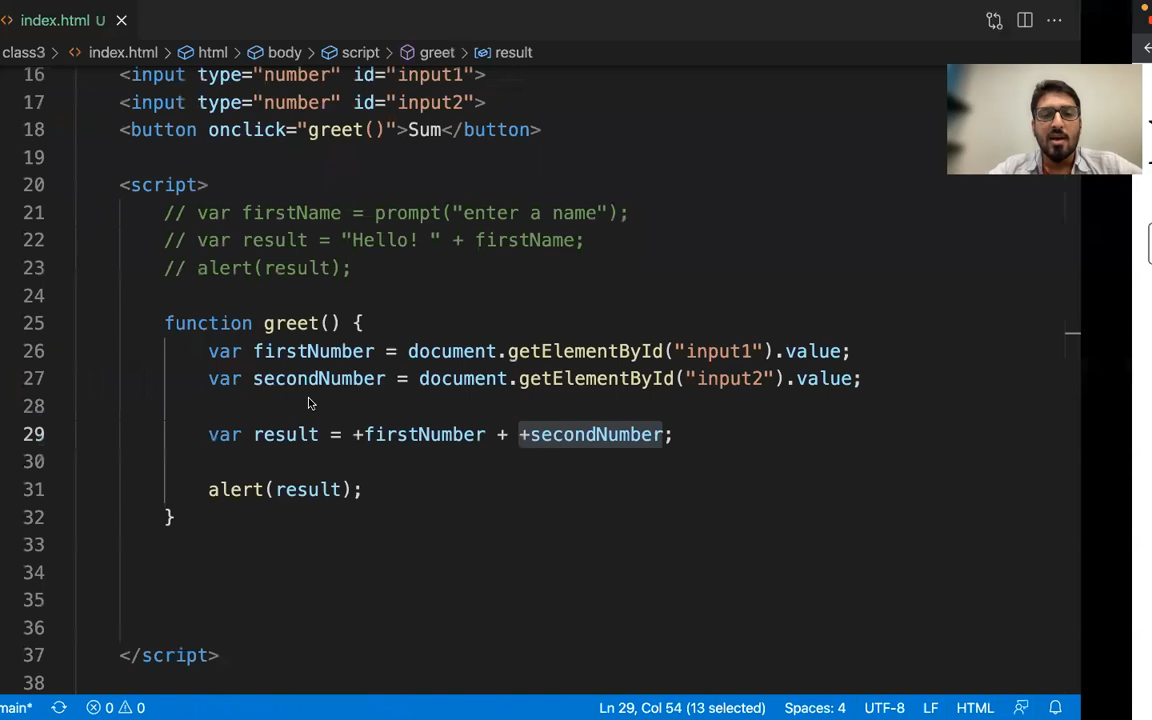 index.html U
class3 > index.html > html > body > script > greet > result
16 <input type="number" id="input1">
17 <input type="number" id="input2">
18 <button onclick="greet()">Sum</button>
19
20 <script>
21 // var firstName = prompt("enter a name");
22 // var result = "Hello! " + firstName;
23 // alert(result);
24
25 function greet() {
26 var firstNumber = document.getElementById("input1").value;
27 var secondNumber = document.getElementById("input2").value;
28
29 var result = +firstNumber + +secondNumber;
30
31 alert(result);
32 }
33
34
35
36
37 </script>
38
main* 0 0 Ln 29, Col 54 (13 selected) Spaces: 4 UTF-8 LF HTML